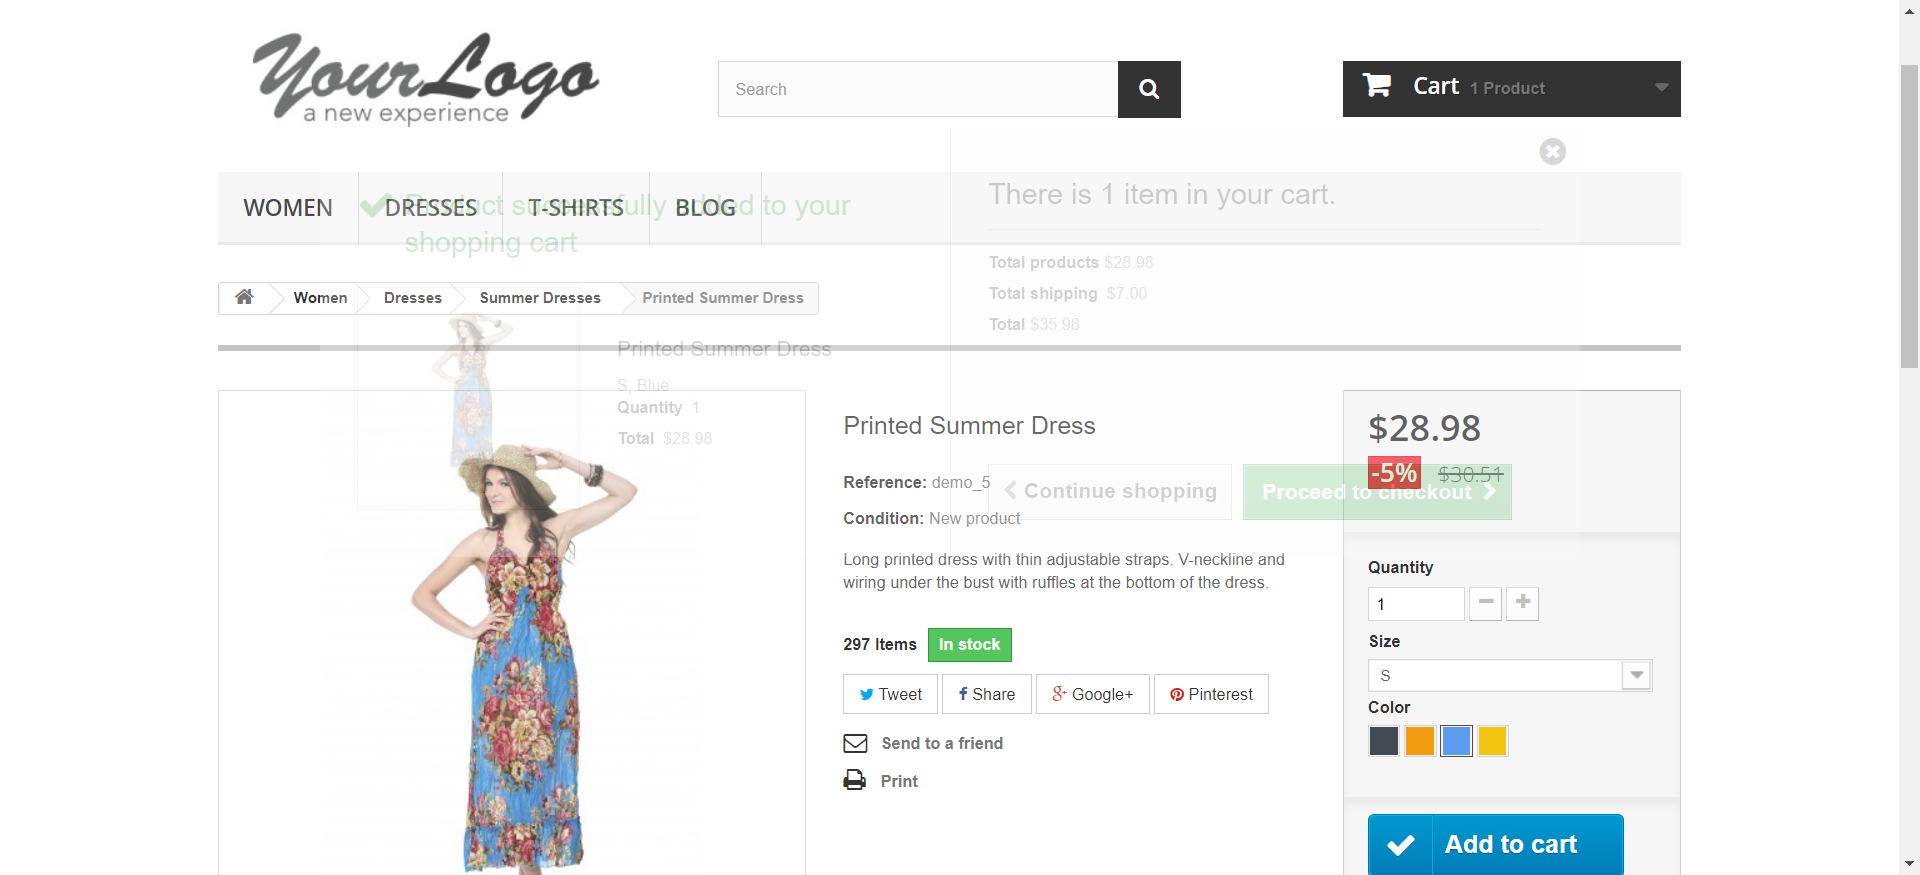 YourLogo
a new experience
Search
Cart 1 Product
WOMEN
DRESSES
T-SHIRTS
BLOG
Product successfully added to your
shopping cart
There is 1 item in your cart.
Total products $28.98
Total shipping $7.00
Total $35.98
Women
Dresses
Summer Dresses
Printed Summer Dress
Printed Summer Dress
S, Blue
Quantity 1
Total $28.98
Continue shopping
Proceed to checkout
Printed Summer Dress
Reference: demo_5
Condition: New product
Long printed dress with thin adjustable straps. V-neckline and
wiring under the bust with ruffles at the bottom of the dress.
297 Items In stock
Tweet
Share
Google+
Pinterest
Send to a friend
Print
$28.98
-5% $30.51
Quantity
1
Size
S
Color
Add to cart